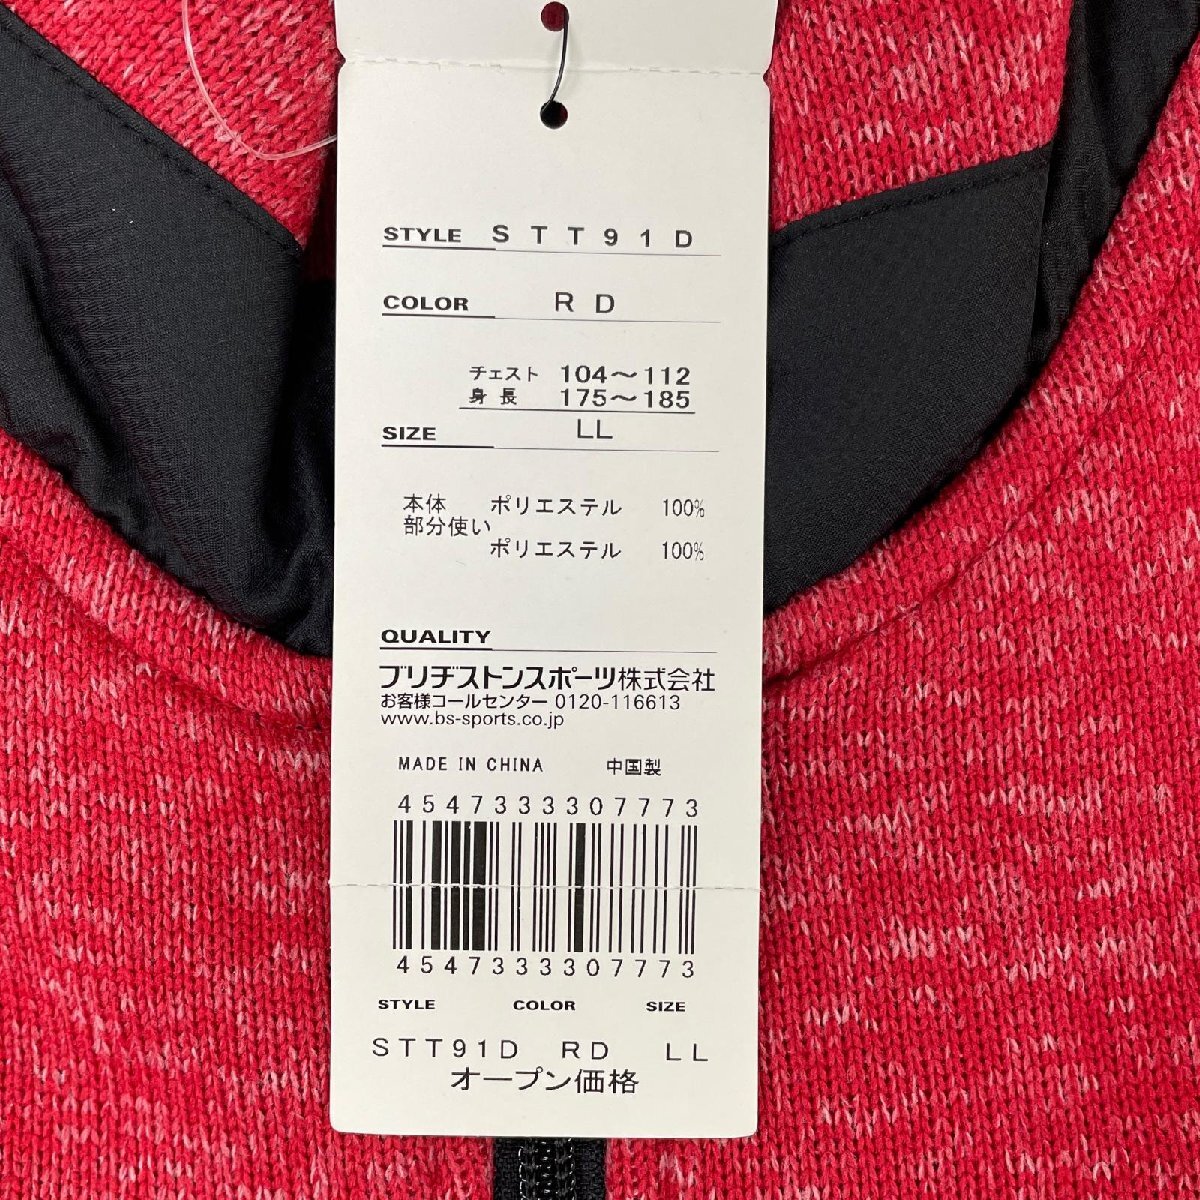 STYLE STT91D
COLOR RD
チェスト 104～112
身長 175～185
SIZE LL
本体 ポリエステル 100%
部分使い
ポリエステル 100%
QUALITY
ブリヂストンスポーツ株式会社
お客様コールセンター 0120-116613
www.bs-sports.co.jp
MADE IN CHINA 中国製
4547333307773
4547333307773
STYLE COLOR SIZE
STT91D RD LL
オープン価格